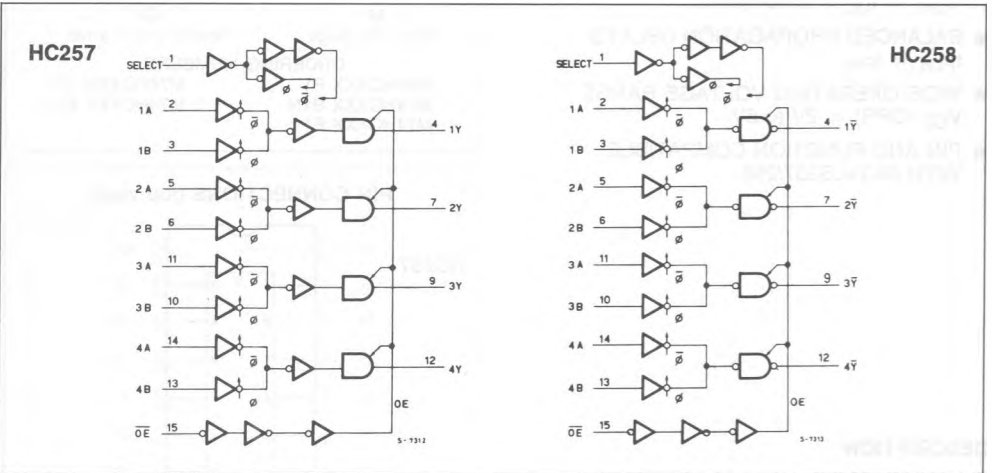 HC257
SELECT 1
1A 2
ϕ̅
4 1Y
1B 3
ϕ
2A 5
ϕ̅
7 2Y
2B 6
ϕ
3A 11
ϕ̅
9 3Y
3B 10
ϕ
4A 14
ϕ̅
12 4Y
4B 13
ϕ
OE
O̅E̅ 15
S-7312
HC258
SELECT 1
1A 2
ϕ̅
4 1Y̅
1B 3
ϕ
2A 5
ϕ̅
7 2Y̅
2B 6
ϕ
3A 11
ϕ̅
9 3Y̅
3B 10
ϕ
4A 14
ϕ̅
12 4Y̅
4B 13
ϕ
OE
O̅E̅ 15
S-7313